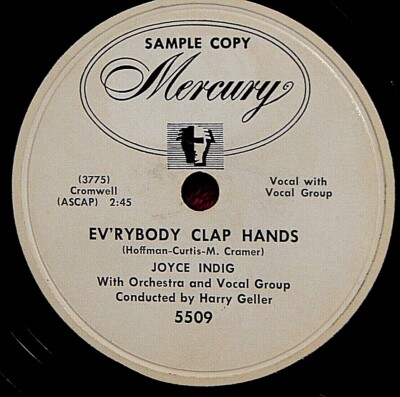 SAMPLE COPY
Mercury
(3775)
Cromwell
(ASCAP) 2:45
Vocal with
Vocal Group
EV'RYBODY CLAP HANDS
(Hoffman-Curtis-M. Cramer)
JOYCE INDIG
With Orchestra and Vocal Group
Conducted by Harry Geller
5509